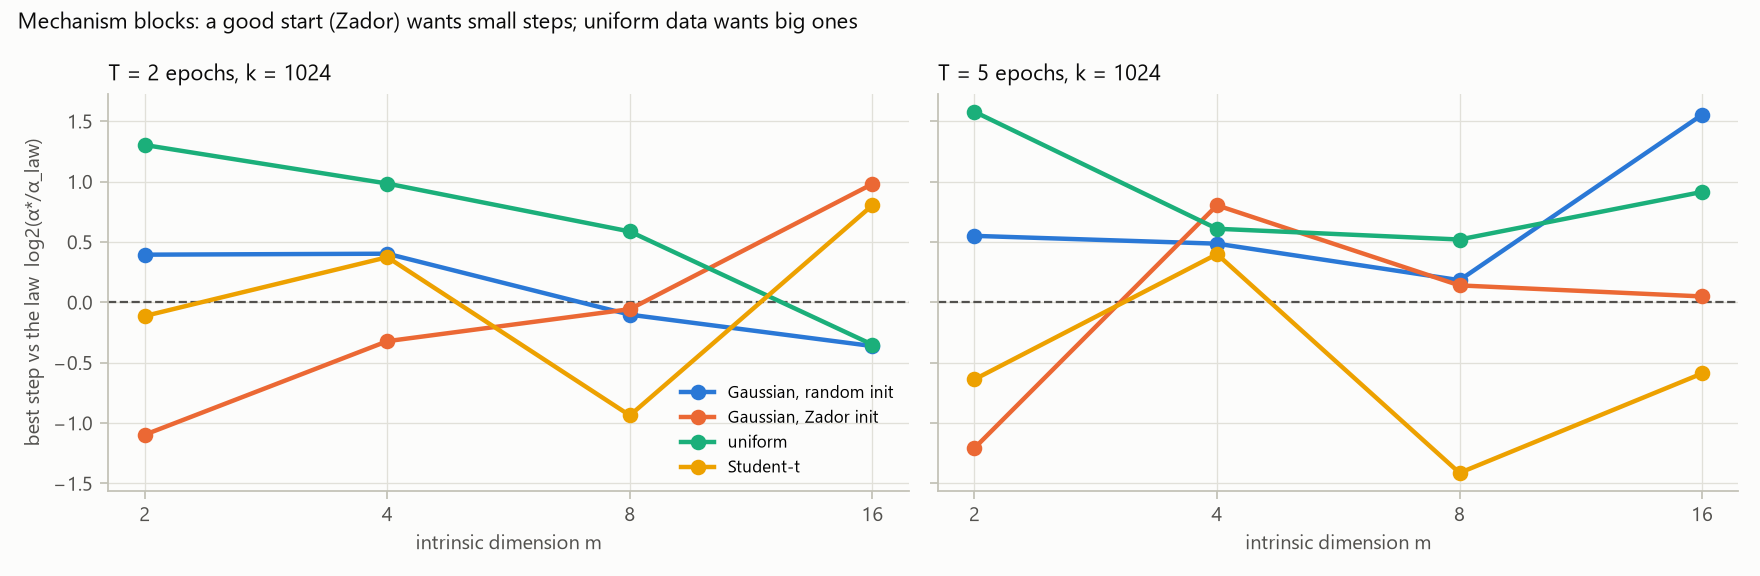 Mechanism blocks: a good start (Zador) wants small steps; uniform data wants big ones
T = 2 epochs, k = 1024
T = 5 epochs, k = 1024
best step vs the law log2(α*/α_law)
1.5
1.0
0.5
0.0
−0.5
−1.0
−1.5
Gaussian, random init
Gaussian, Zador init
uniform
Student-t
2
4
8
16
2
4
8
16
intrinsic dimension m
intrinsic dimension m